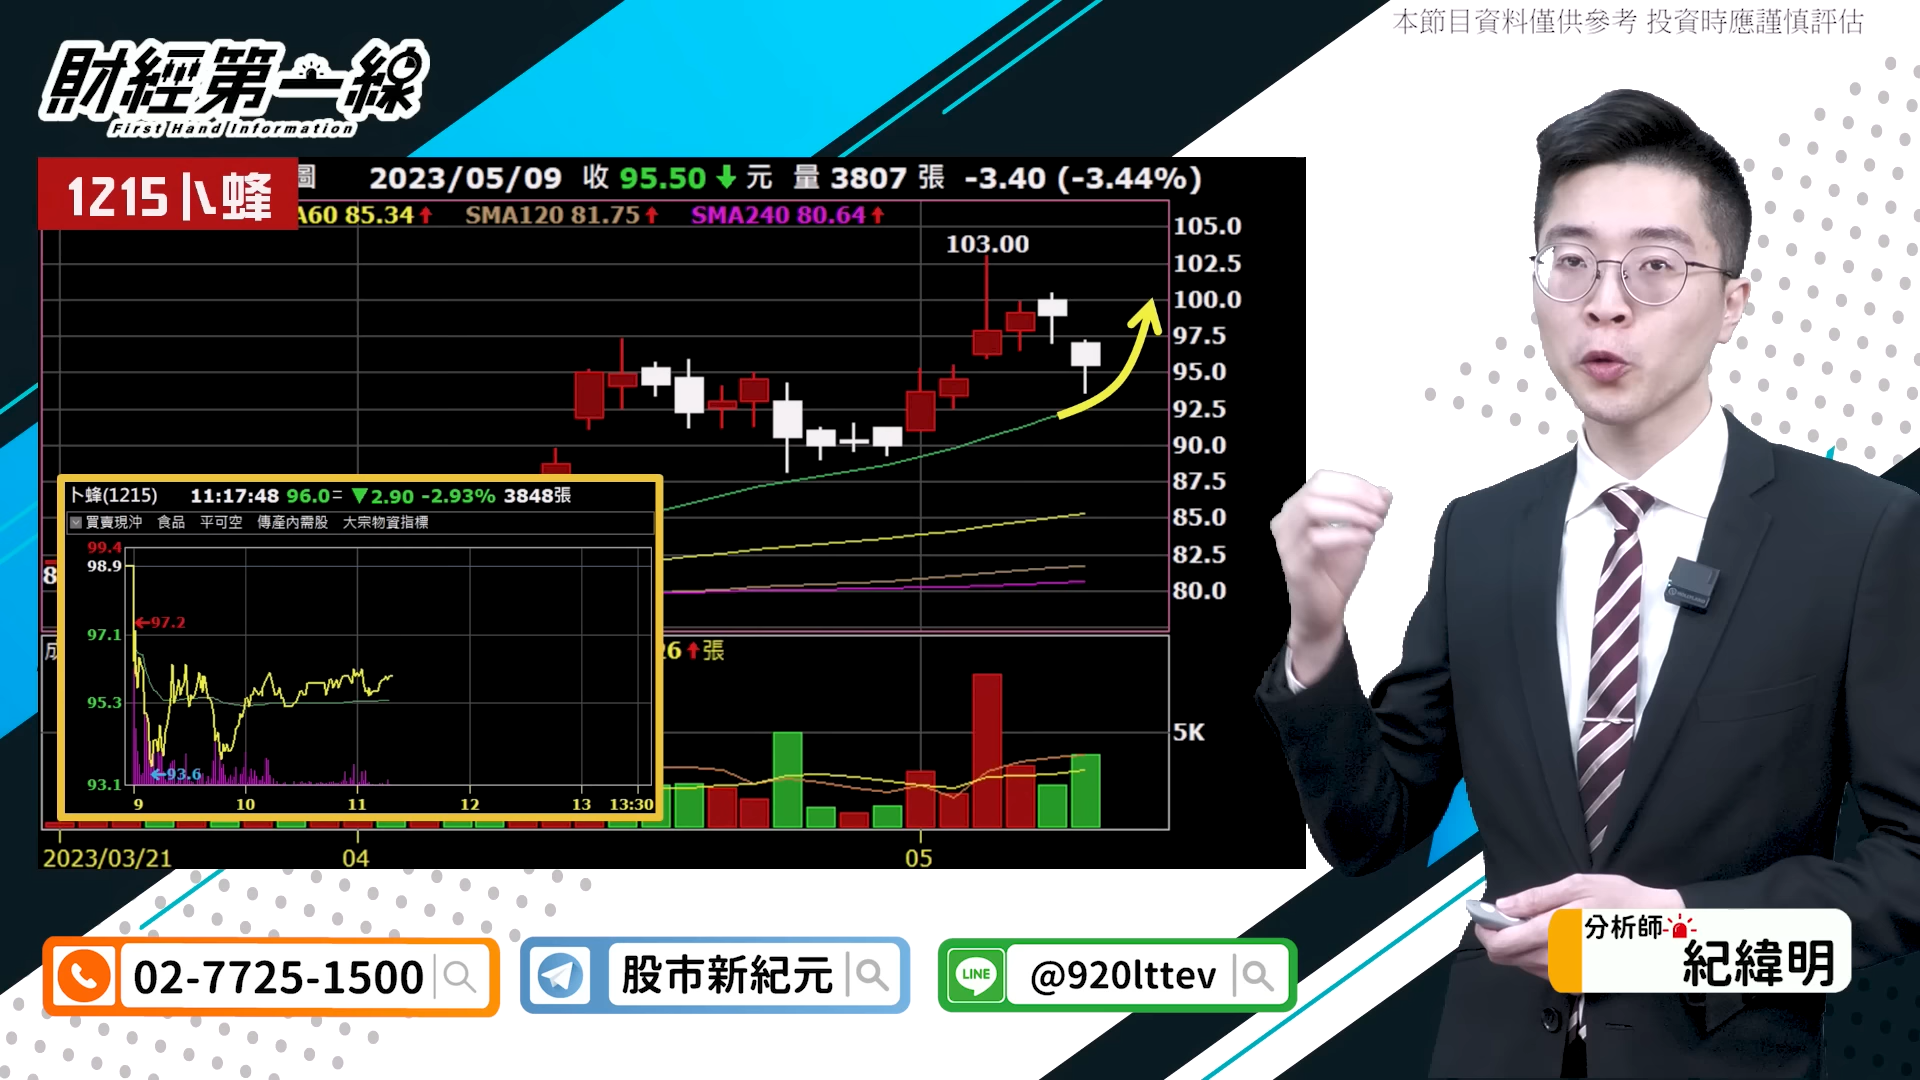 本節目資料僅供參考 投資時應謹慎評估
財經第一線
First Hand Information
1215卜蜂
圖 2023/05/09 收 95.50 元 量 3807 張 -3.40 (-3.44%)
A60 85.34 SMA120 81.75 SMA240 80.64
105.0
103.00
102.5
100.0
97.5
95.0
92.5
90.0
87.5
85.0
82.5
80.0
8
卜蜂(1215) 11:17:48 96.0= ▼2.90 -2.93% 3848張
買賣現沖 食品 平可空 傳產內需股 大宗物資指標
99.4
98.9
97.2
97.1
95.3
93.6
93.1
9 10 11 12 13 13:30
26 張
5K
2023/03/21 04 05
02-7725-1500
股市新紀元
LINE
@920lttev
分析師
紀緯明